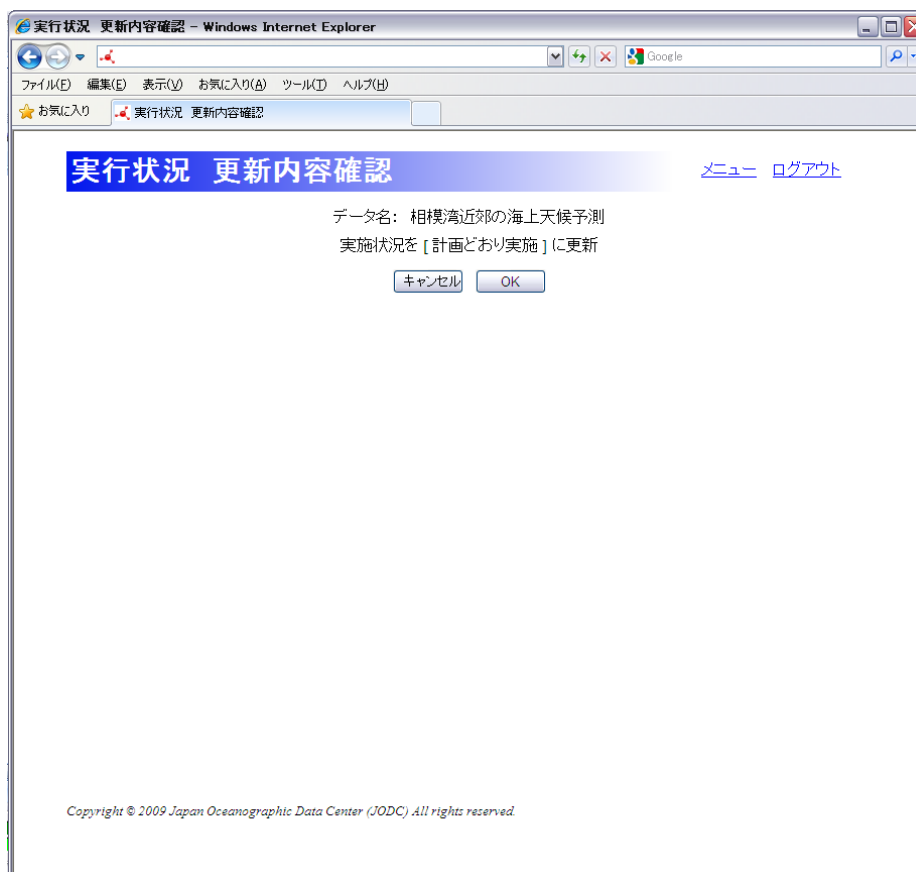 実行状況 更新内容確認 - Windows Internet Explorer
Google
ファイル(F) 編集(E) 表示(V) お気に入り(A) ツール(T) ヘルプ(H)
お気に入り 実行状況 更新内容確認
実行状況 更新内容確認 メニュー ログアウト
データ名: 相模湾近郊の海上天候予測
実施状況を [ 計画どおり実施 ] に更新
キャンセル OK
Copyright © 2009 Japan Oceanographic Data Center (JODC) All rights reserved.